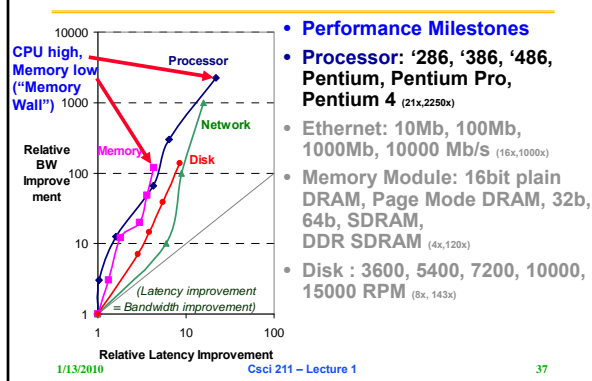 CPU high,
Memory low
(“Memory
Wall”)
10000
1000
100
10
1
Relative
BW
Improve
ment
Processor
Network
Memory
Disk
(Latency improvement
= Bandwidth improvement)
1 10 100
Relative Latency Improvement
• Performance Milestones
• Processor: ‘286, ‘386, ‘486,
Pentium, Pentium Pro,
Pentium 4 (21x,2250x)
• Ethernet: 10Mb, 100Mb,
1000Mb, 10000 Mb/s (16x,1000x)
• Memory Module: 16bit plain
DRAM, Page Mode DRAM, 32b,
64b, SDRAM,
DDR SDRAM (4x,120x)
• Disk : 3600, 5400, 7200, 10000,
15000 RPM (8x, 143x)
1/13/2010 Csci 211 – Lecture 1 37